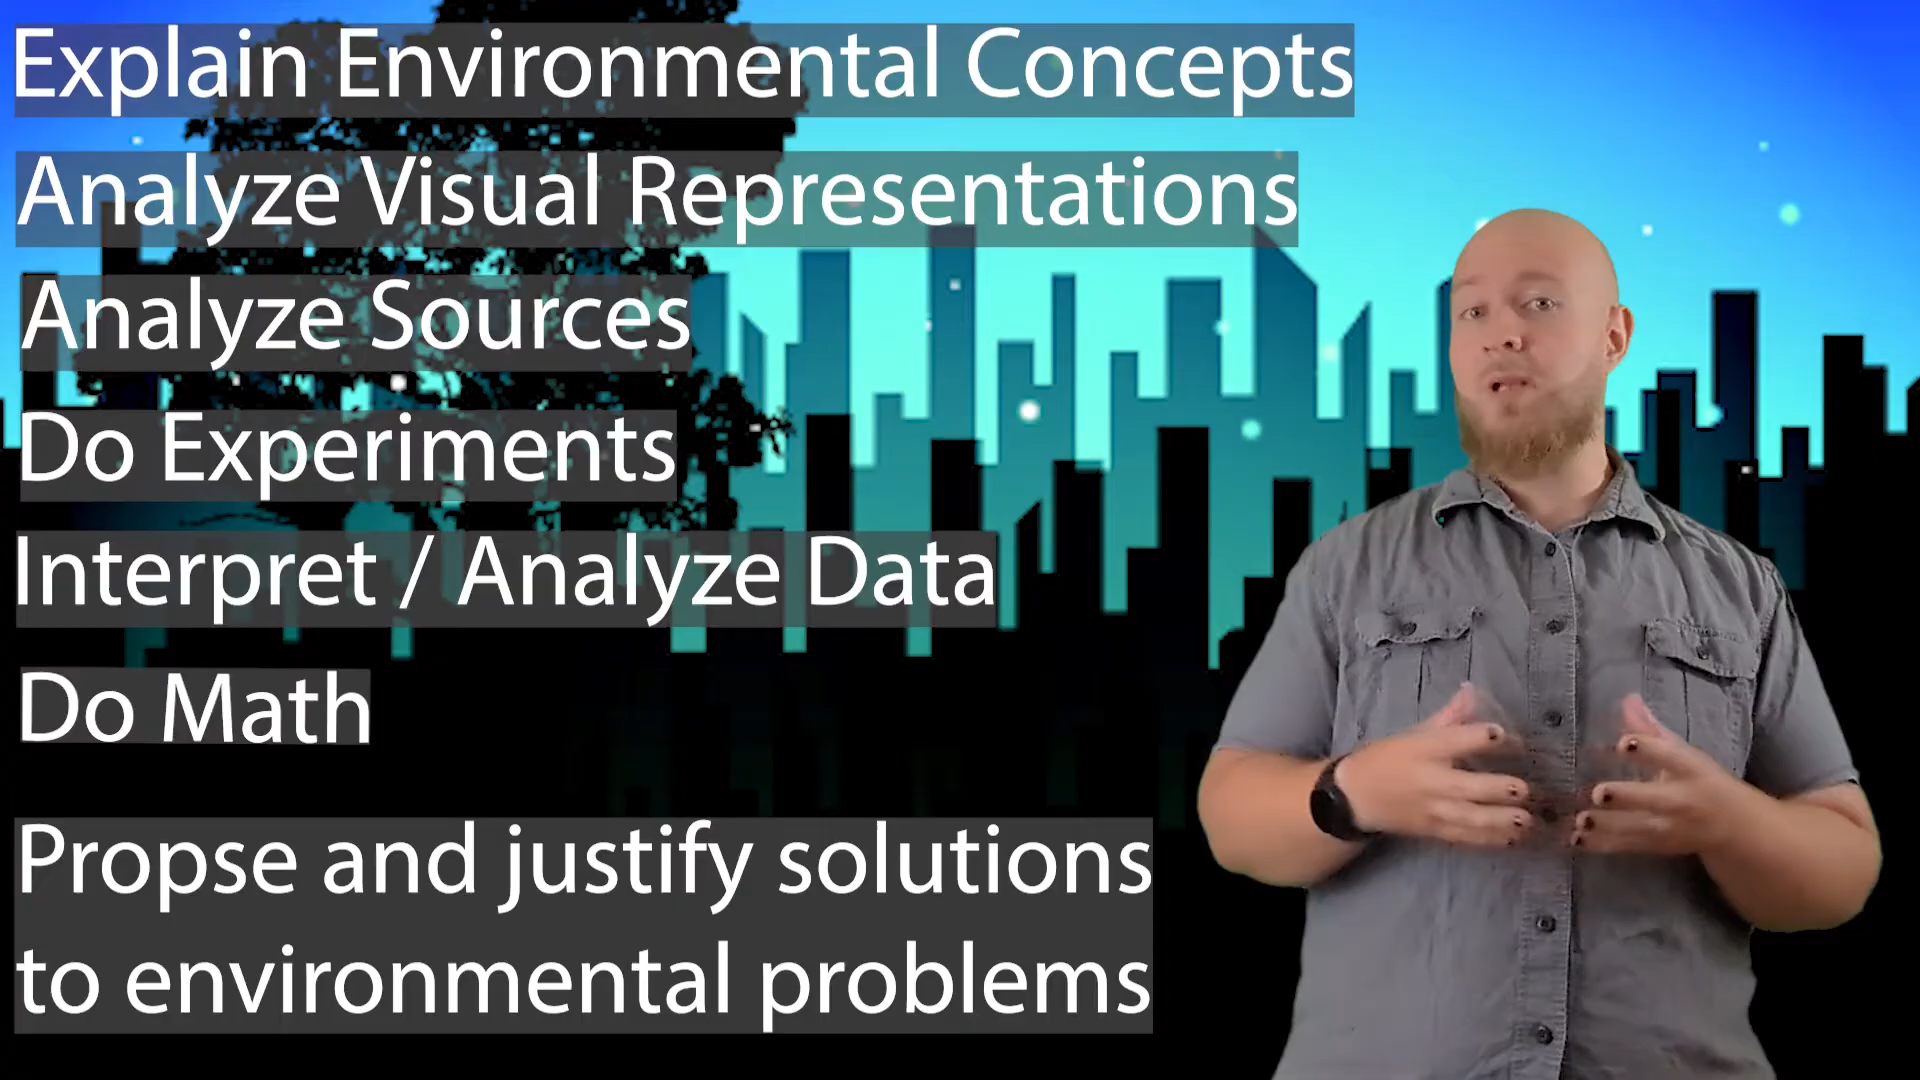 Explain Environmental Concepts
Analyze Visual Representations
Analyze Sources
Do Experiments
Interpret / Analyze Data
Do Math
Propse and justify solutions
to environmental problems